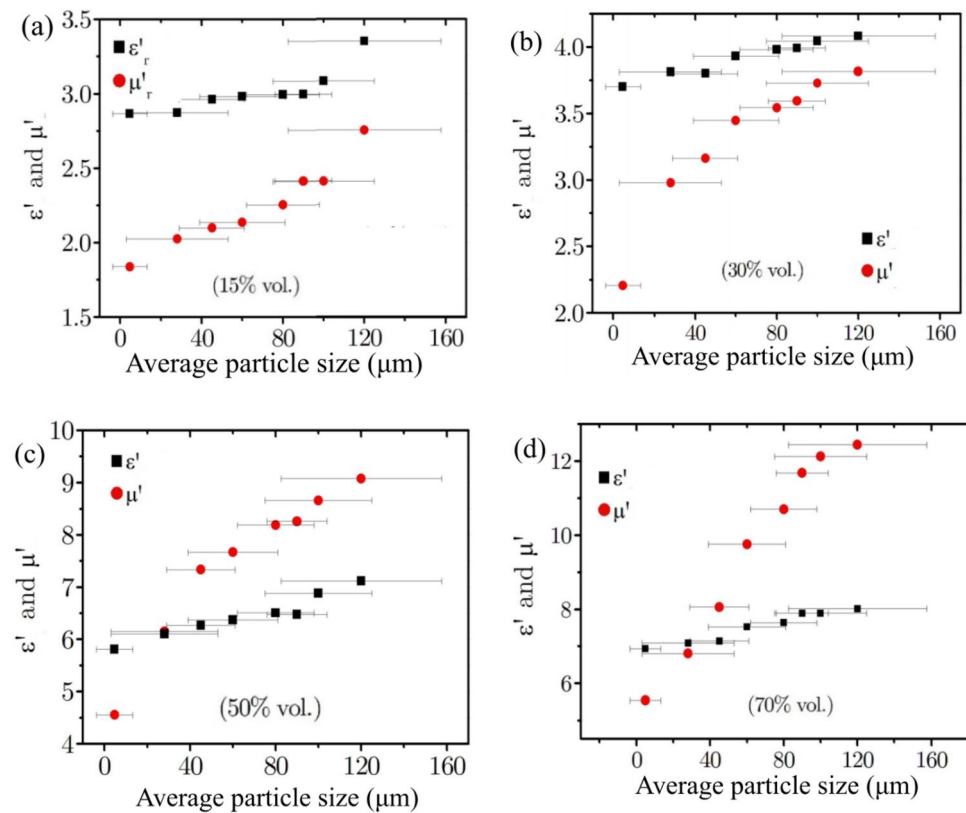 (a)
3.5
3.0
2.5
2.0
1.5
ε' and μ'
ε'r
μ'r
(15% vol.)
0 40 80 120 160
Average particle size (μm)
(b)
4.0
3.5
3.0
2.5
2.0
ε' and μ'
ε'
μ'
(30% vol.)
0 40 80 120 160
Average particle size (μm)
(c)
10
9
8
7
6
5
4
ε' and μ'
ε'
μ'
(50% vol.)
0 40 80 120 160
Average particle size (μm)
(d)
12
10
8
6
ε' and μ'
ε'
μ'
(70% vol.)
0 40 80 120 160
Average particle size (μm)